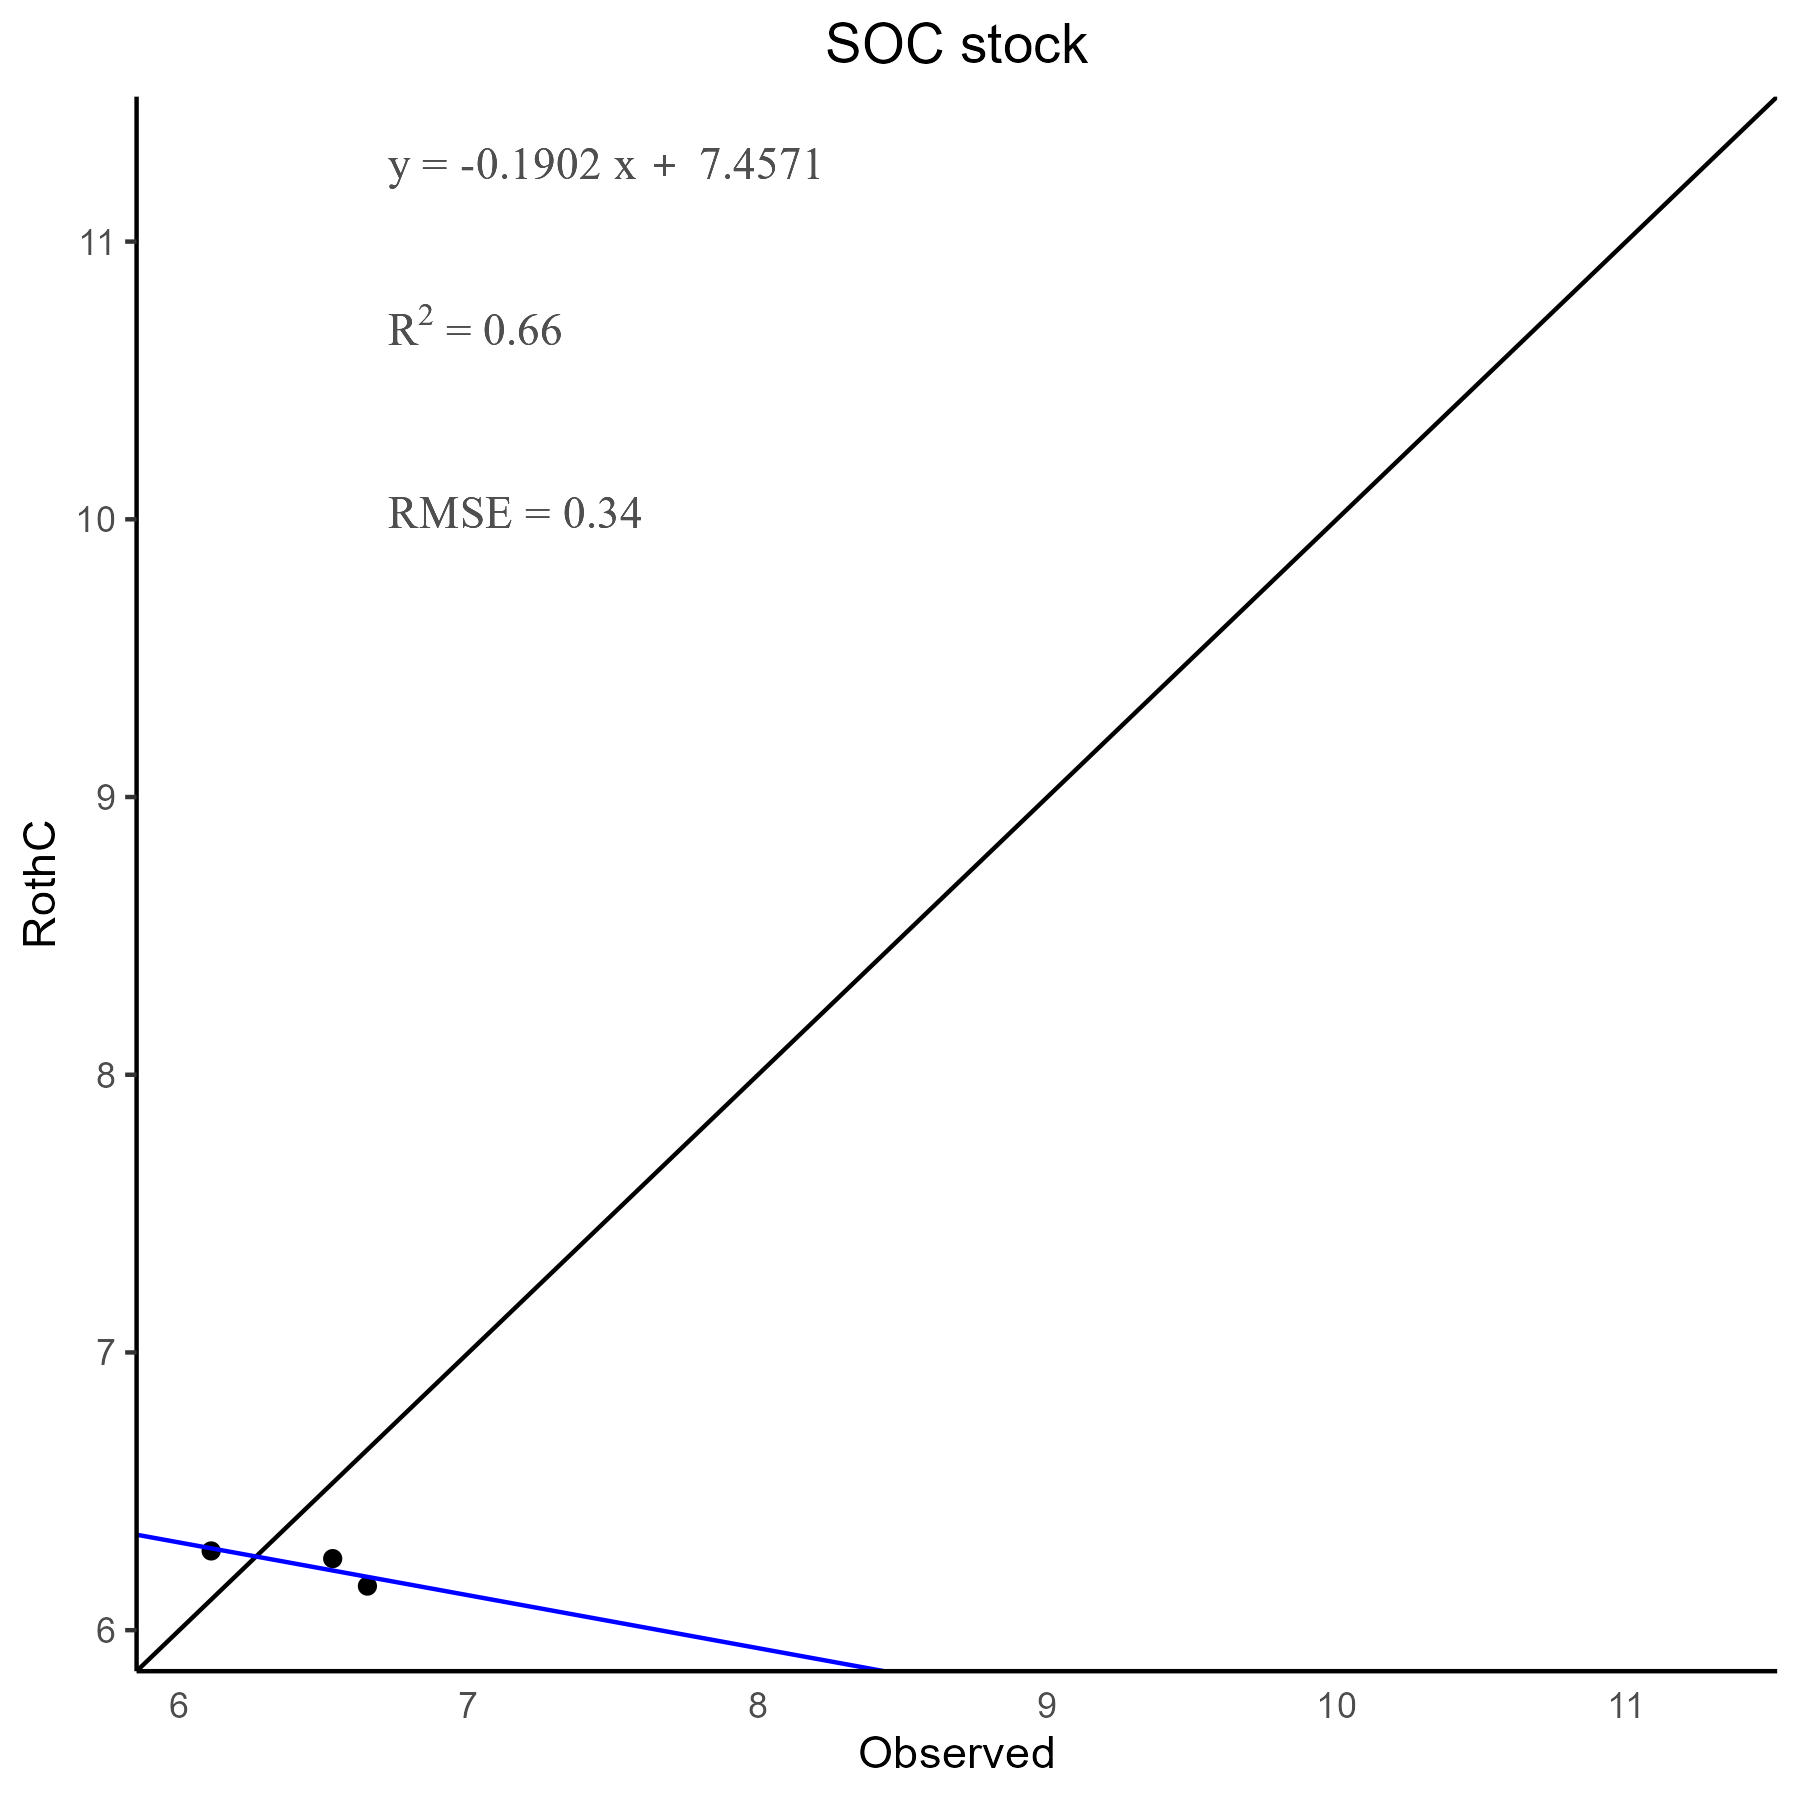 SOC stock
y = -0.1902 x + 7.4571
R² = 0.66
RMSE = 0.34
11
10
9
8
7
6
RothC
6 7 8 9 10 11
Observed